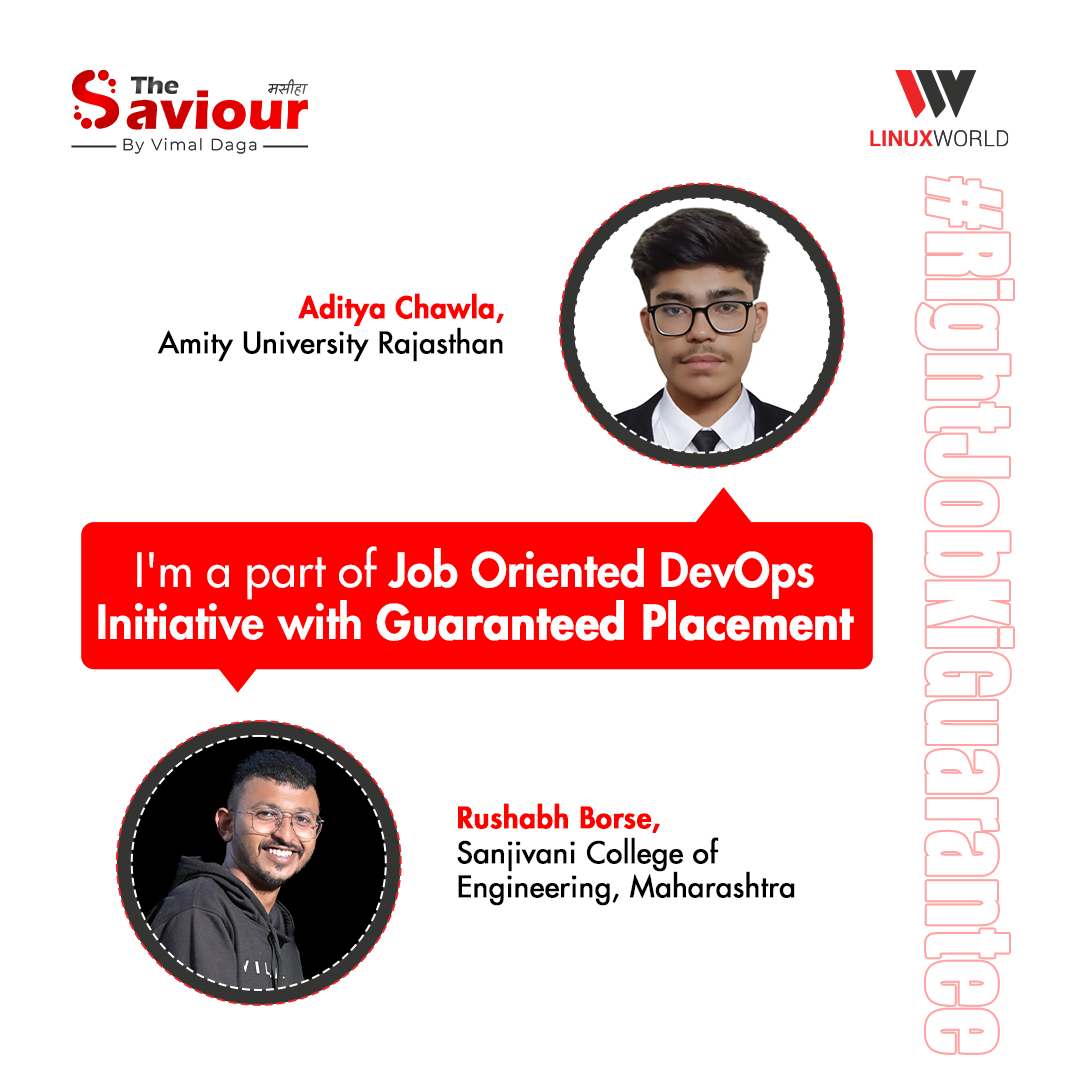 The
मसीहा
Saviour
By Vimal Daga
LINUXWORLD
#RightJobKiGuarantee
Aditya Chawla,
Amity University Rajasthan
I'm a part of Job Oriented DevOps
Initiative with Guaranteed Placement
Rushabh Borse,
Sanjivani College of
Engineering, Maharashtra